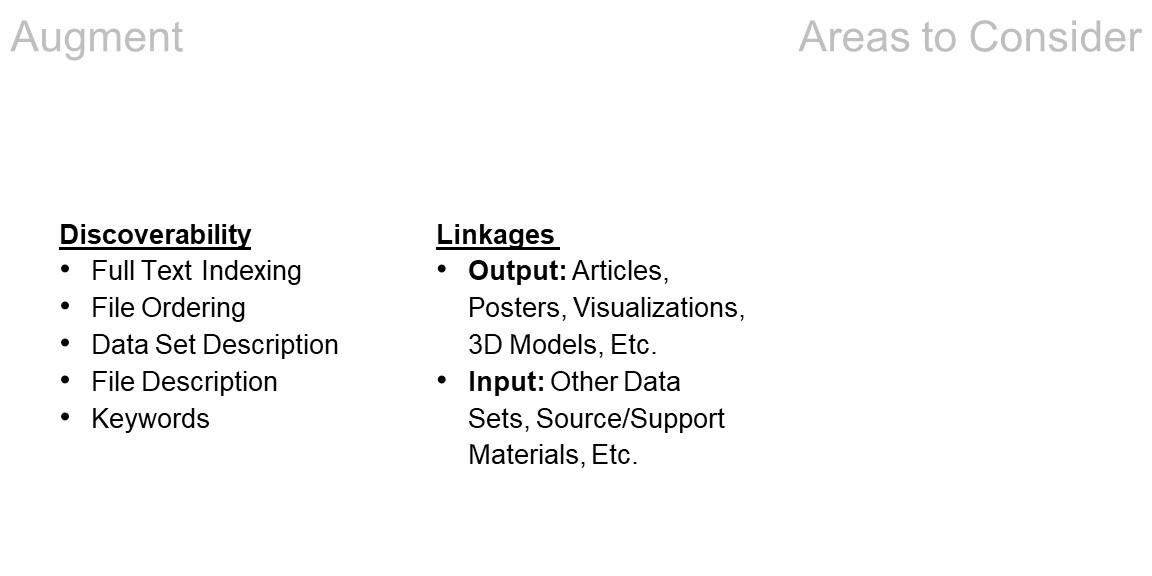 Augment
Areas to Consider
Discoverability
• Full Text Indexing
• File Ordering
• Data Set Description
• File Description
• Keywords
Linkages
• Output: Articles,
Posters, Visualizations,
3D Models, Etc.
• Input: Other Data
Sets, Source/Support
Materials, Etc.